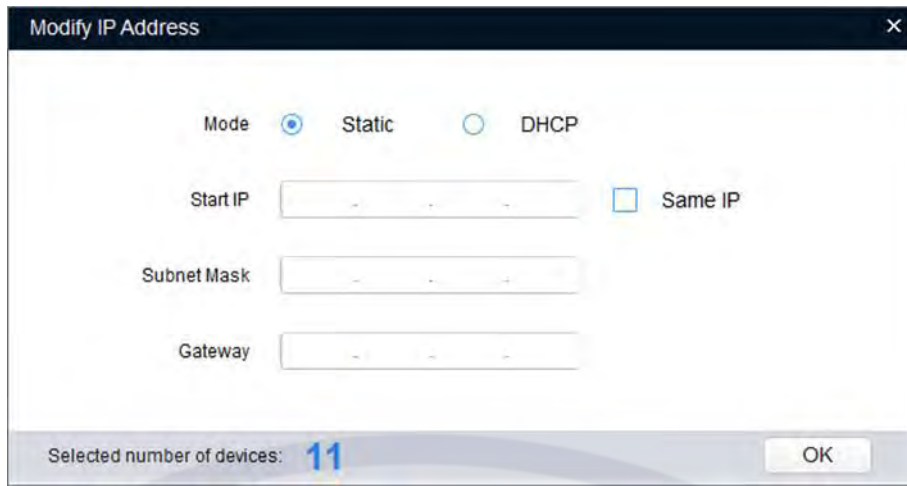 Modify IP Address
Mode Static DHCP
Start IP . . . Same IP
Subnet Mask . . .
Gateway . . .
Selected number of devices: 11 OK